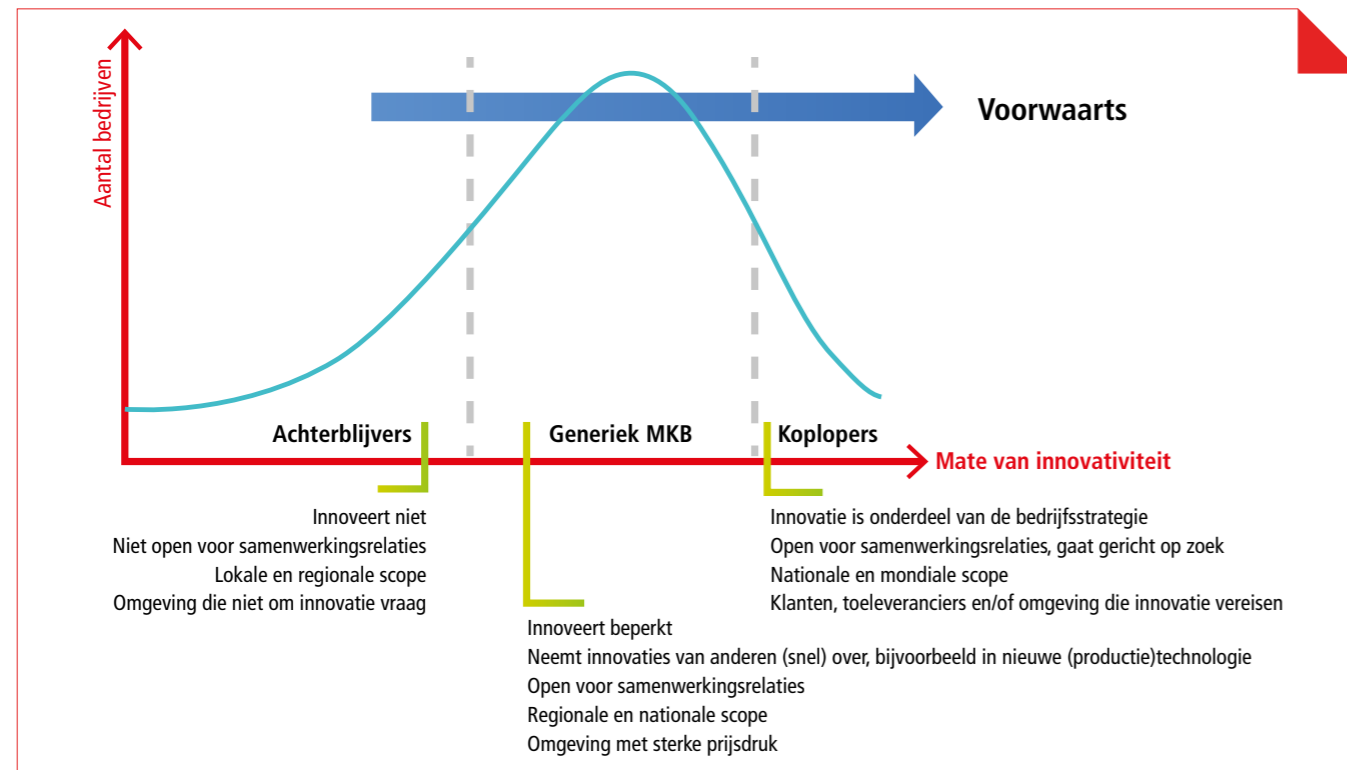 Aantal bedrijven
Voorwaarts
Achterblijvers
Generiek MKB
Koplopers
Mate van innovativiteit
Innoveert niet
Niet open voor samenwerkingsrelaties
Lokale en regionale scope
Omgeving die niet om innovatie vraag
Innoveert beperkt
Neemt innovaties van anderen (snel) over, bijvoorbeeld in nieuwe (productie)technologie
Open voor samenwerkingsrelaties
Regionale en nationale scope
Omgeving met sterke prijsdruk
Innovatie is onderdeel van de bedrijfsstrategie
Open voor samenwerkingsrelaties, gaat gericht op zoek
Nationale en mondiale scope
Klanten, toeleveranciers en/of omgeving die innovatie vereisen